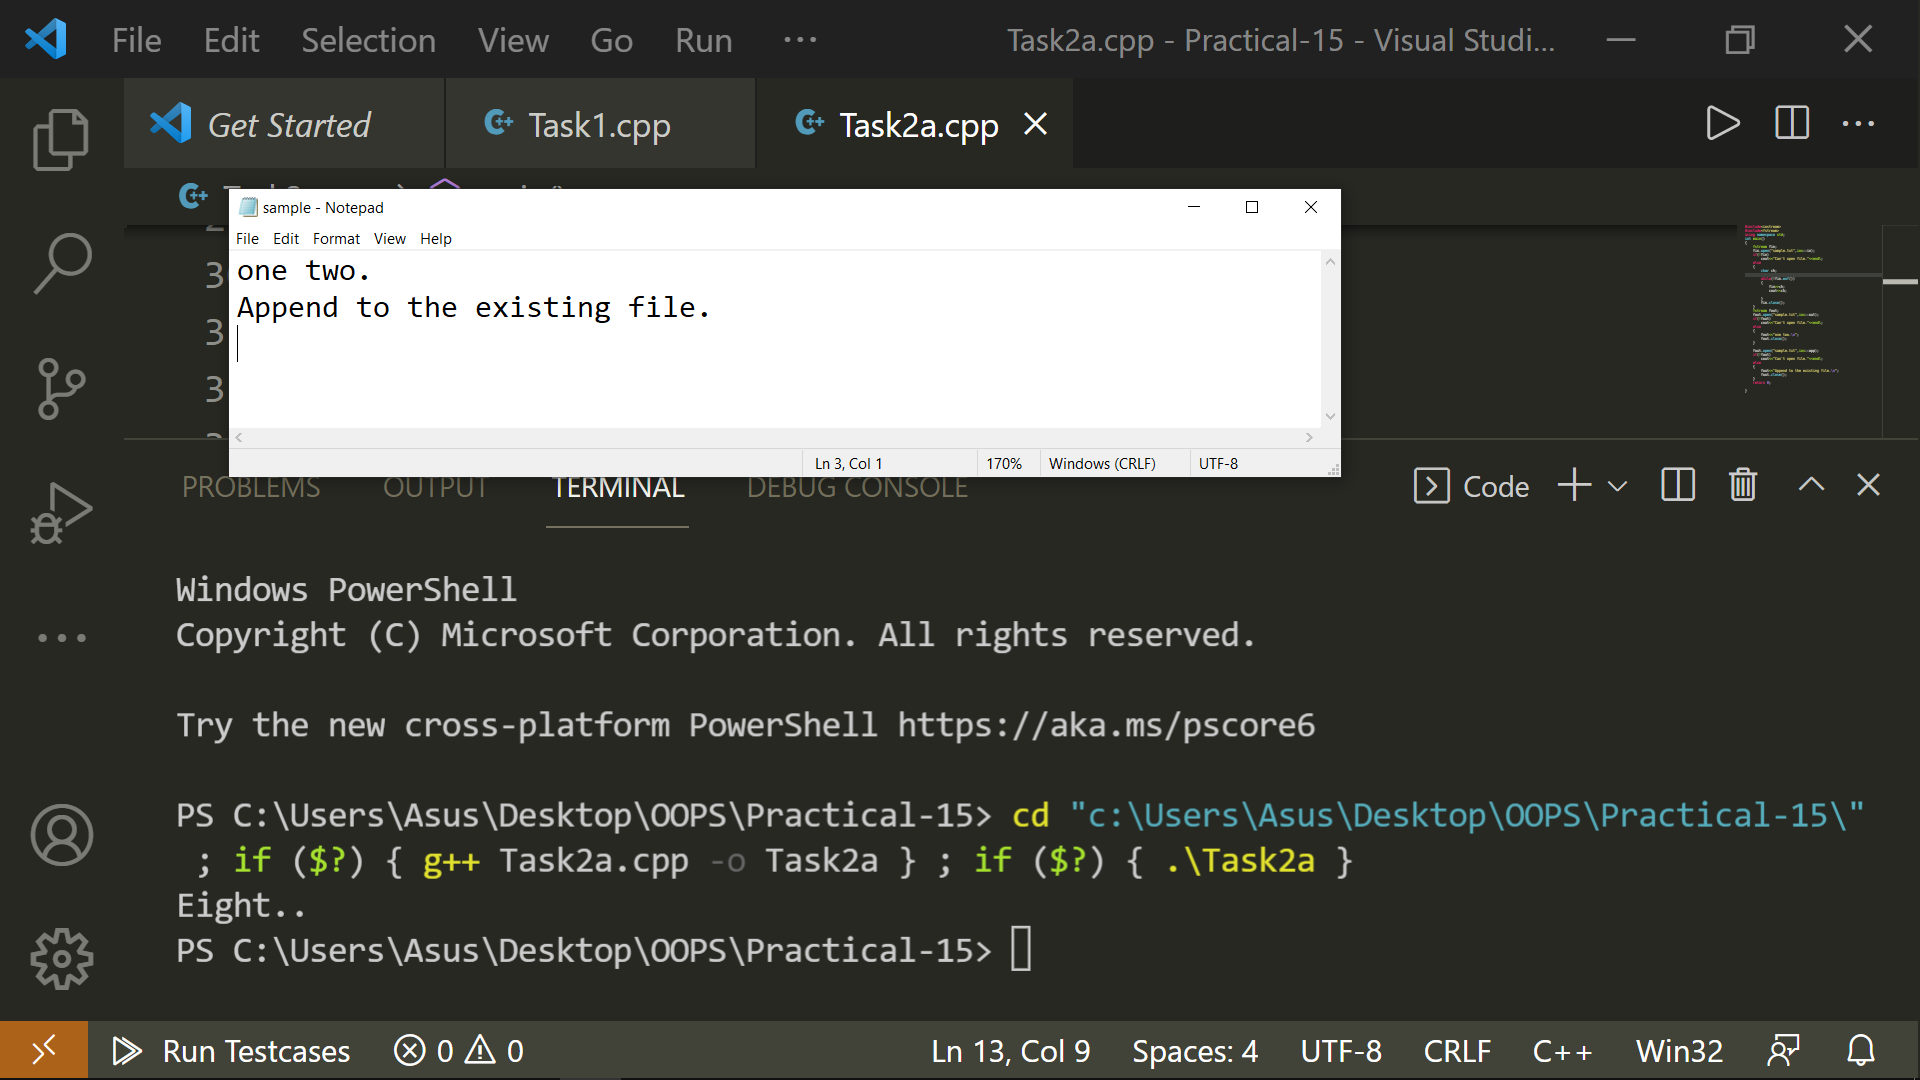 File Edit Selection View Go Run ··· Task2a.cpp - Practical-15 - Visual Studi...
Get Started Task1.cpp Task2a.cpp
sample - Notepad
File Edit Format View Help
one two.
Append to the existing file.
Ln 3, Col 1 170% Windows (CRLF) UTF-8
PROBLEMS OUTPUT TERMINAL DEBUG CONSOLE Code
Windows PowerShell
Copyright (C) Microsoft Corporation. All rights reserved.
Try the new cross-platform PowerShell https://aka.ms/pscore6
PS C:\Users\Asus\Desktop\OOPS\Practical-15> cd "c:\Users\Asus\Desktop\OOPS\Practical-15\"
; if ($?) { g++ Task2a.cpp -o Task2a } ; if ($?) { .\Task2a }
Eight..
PS C:\Users\Asus\Desktop\OOPS\Practical-15>
Run Testcases 0 0 Ln 13, Col 9 Spaces: 4 UTF-8 CRLF C++ Win32